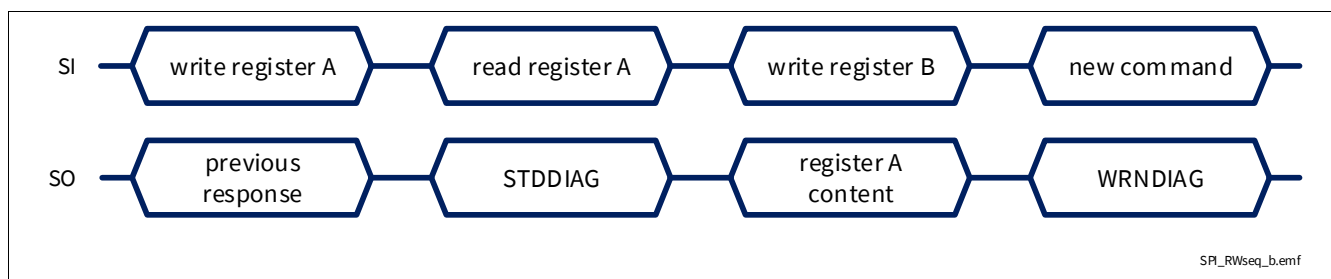 SI
write register A
read register A
write register B
new command
SO
previous
response
STDDIAG
register A
content
WRNDIAG
SPI_RWseq_b.emf